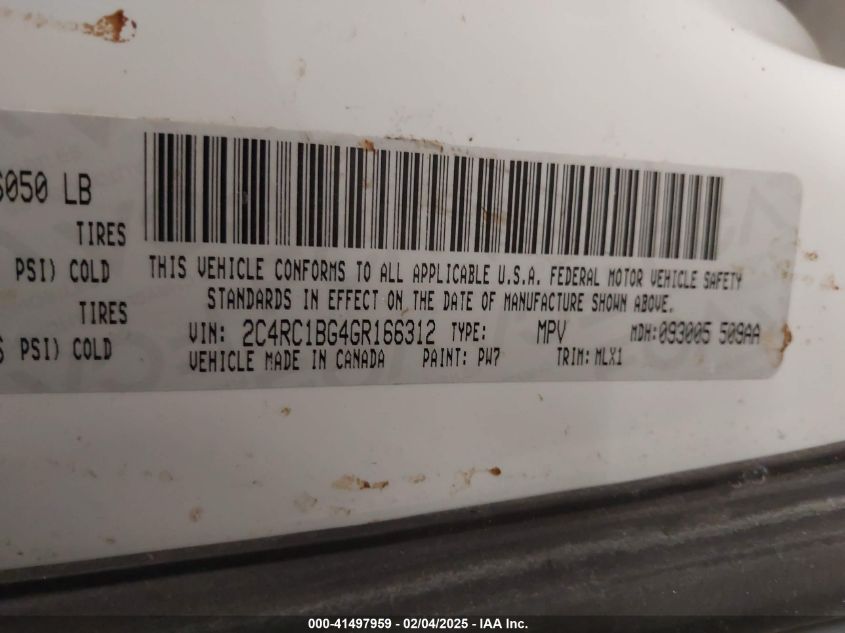 6050 LB
TIRES
PSI) COLD
TIRES
PSI) COLD
THIS VEHICLE CONFORMS TO ALL APPLICABLE U.S.A. FEDERAL MOTOR VEHICLE SAFETY
STANDARDS IN EFFECT ON THE DATE OF MANUFACTURE SHOWN ABOVE.
VIN: 2C4RC1BG4GR166312 TYPE: MPV MDH:093005 509AA
VEHICLE MADE IN CANADA PAINT: PW7 TRIM: MLX1
000-41497959 - 02/04/2025 - IAA Inc.